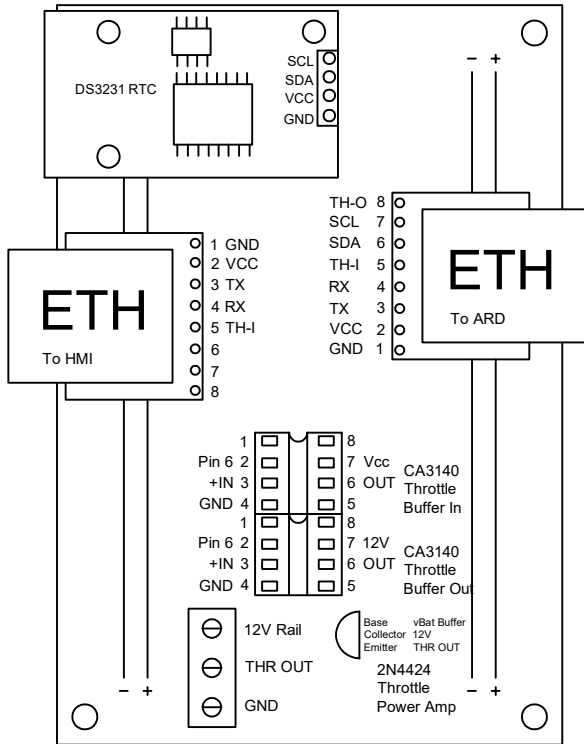 DS3231 RTC
SCL
SDA
VCC
GND
− +
1 GND
2 VCC
3 TX
4 RX
5 TH-I
6
7
8
ETH
To HMI
TH-O 8
SCL 7
SDA 6
TH-I 5
RX 4
TX 3
VCC 2
GND 1
ETH
To ARD
1 8
Pin 6 2 7 Vcc
+IN 3 6 OUT
GND 4 5
CA3140
Throttle
Buffer In
1 8
Pin 6 2 7 12V
+IN 3 6 OUT
GND 4 5
CA3140
Throttle
Buffer Out
12V Rail
THR OUT
GND
Base vBat Buffer
Collector 12V
Emitter THR OUT
2N4424
Throttle
Power Amp
− +
− +